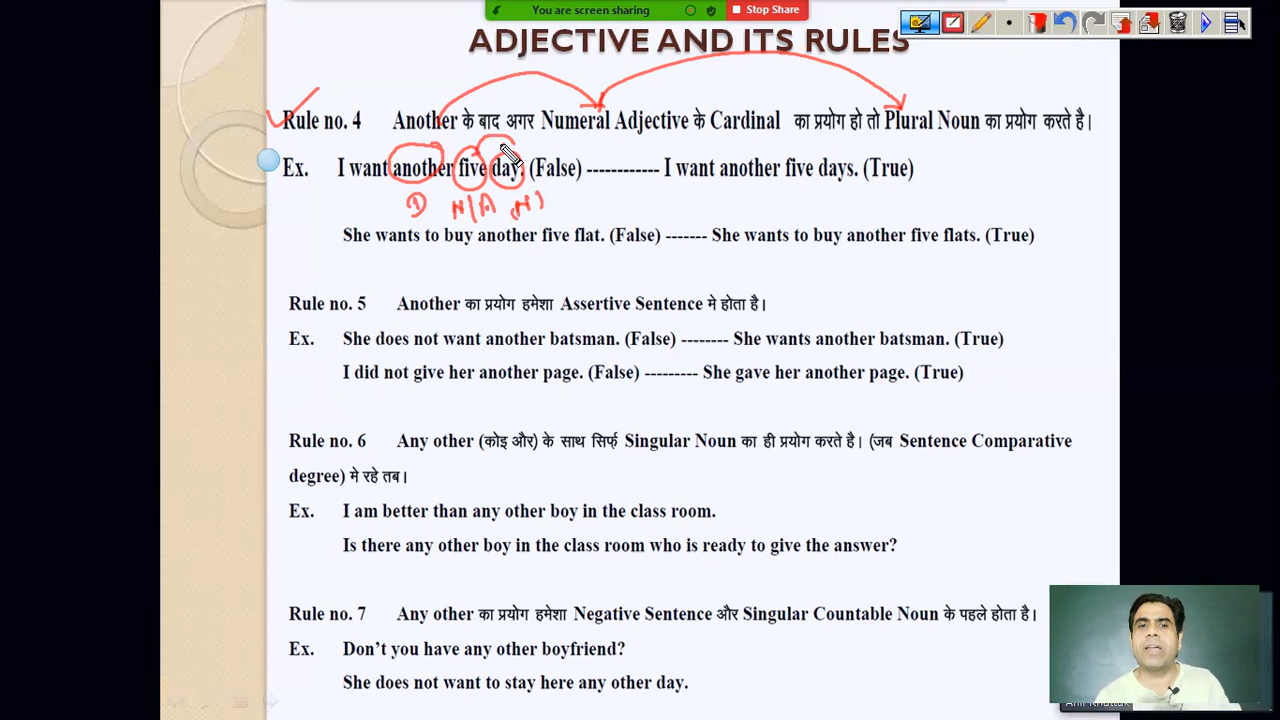 You are screen sharing
Stop Share
ADJECTIVE AND ITS RULES
Rule no. 4 Another के बाद अगर Numeral Adjective के Cardinal का प्रयोग हो तो Plural Noun का प्रयोग करते है।
Ex. I want another five day. (False) ------------ I want another five days. (True)
D N/A N
She wants to buy another five flat. (False) ------- She wants to buy another five flats. (True)
Rule no. 5 Another का प्रयोग हमेशा Assertive Sentence मे होता है।
Ex. She does not want another batsman. (False) -------- She wants another batsman. (True)
I did not give her another page. (False) --------- She gave her another page. (True)
Rule no. 6 Any other (कोइ और) के साथ सिर्फ़ Singular Noun का ही प्रयोग करते है। (जब Sentence Comparative
degree) मे रहे तब।
Ex. I am better than any other boy in the class room.
Is there any other boy in the class room who is ready to give the answer?
Rule no. 7 Any other का प्रयोग हमेशा Negative Sentence और Singular Countable Noun के पहले होता है।
Ex. Don't you have any other boyfriend?
She does not want to stay here any other day.